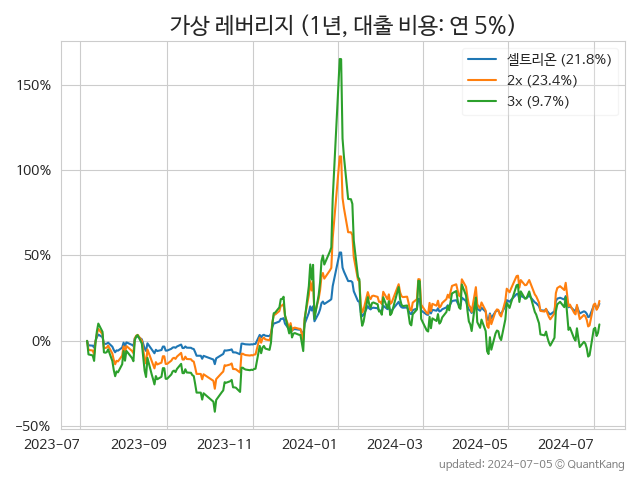 가상 레버리지 (1년, 대출 비용: 연 5%)
셀트리온 (21.8%)
2x (23.4%)
3x (9.7%)
150%
100%
50%
0%
−50%
2023-07 2023-09 2023-11 2024-01 2024-03 2024-05 2024-07
updated: 2024-07-05 © QuantKang